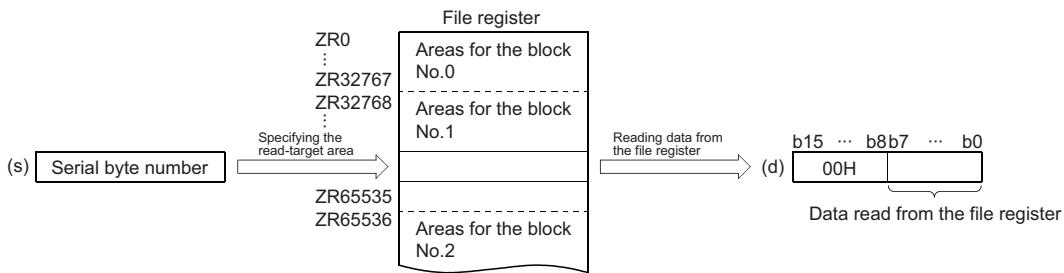 File register
ZR0
⋮
ZR32767
ZR32768
⋮
Areas for the block
No.0
Areas for the block
No.1
(s)
Serial byte number
Specifying the
read-target area
ZR65535
ZR65536
Areas for the block
No.2
Reading data from
the file register
b15 ··· b8 b7 ··· b0
(d)
00H
Data read from the file register